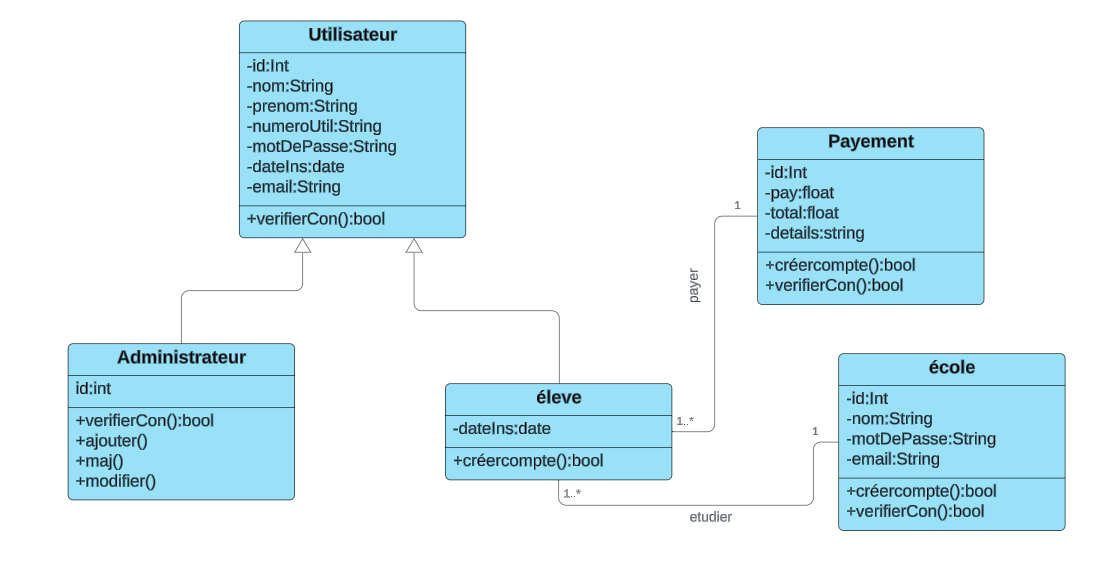 Utilisateur
-id:Int
-nom:String
-prenom:String
-numeroUtil:String
-motDePasse:String
-dateIns:date
-email:String
+verifierCon():bool
Payement
-id:Int
-pay:float
-total:float
-details:string
+créercompte():bool
+verifierCon():bool
1
payer
1..*
Administrateur
id:int
+verifierCon():bool
+ajouter()
+maj()
+modifier()
éleve
-dateIns:date
+créercompte():bool
1..*
etudier
1
école
-id:Int
-nom:String
-motDePasse:String
-email:String
+créercompte():bool
+verifierCon():bool